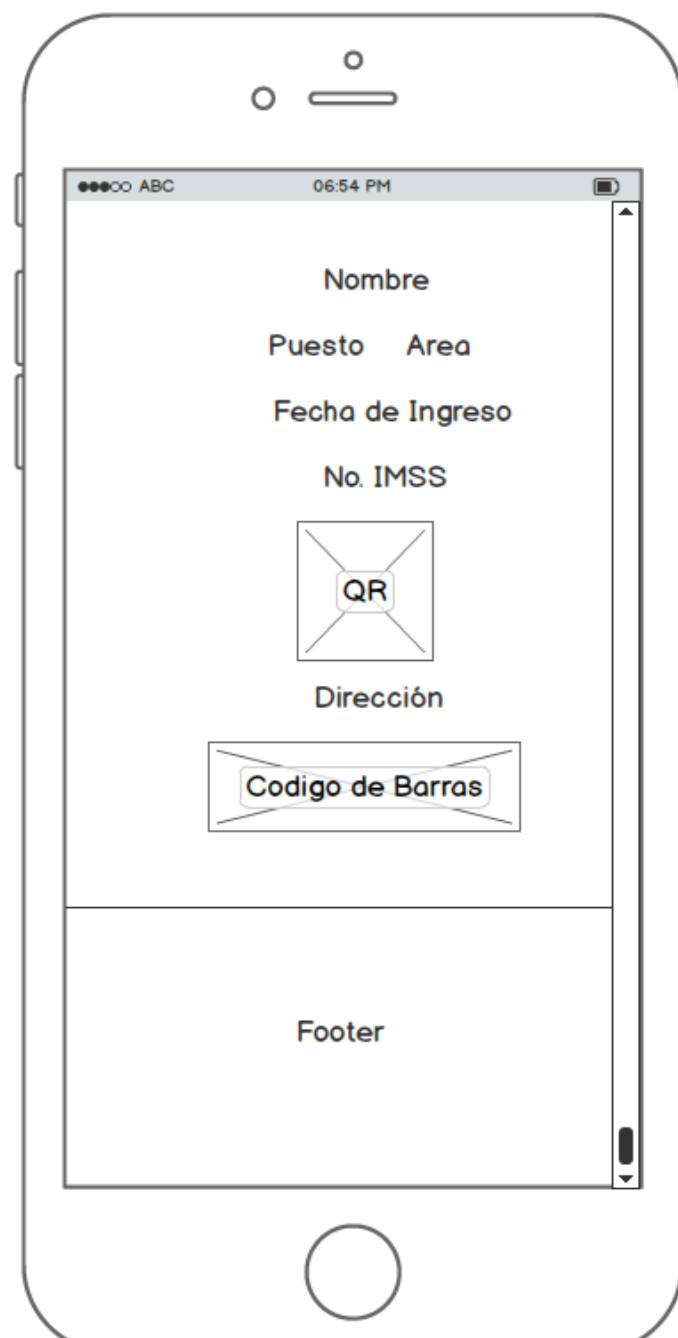 ABC 06:54 PM
Nombre
Puesto Area
Fecha de Ingreso
No. IMSS
QR
Dirección
Codigo de Barras
Footer